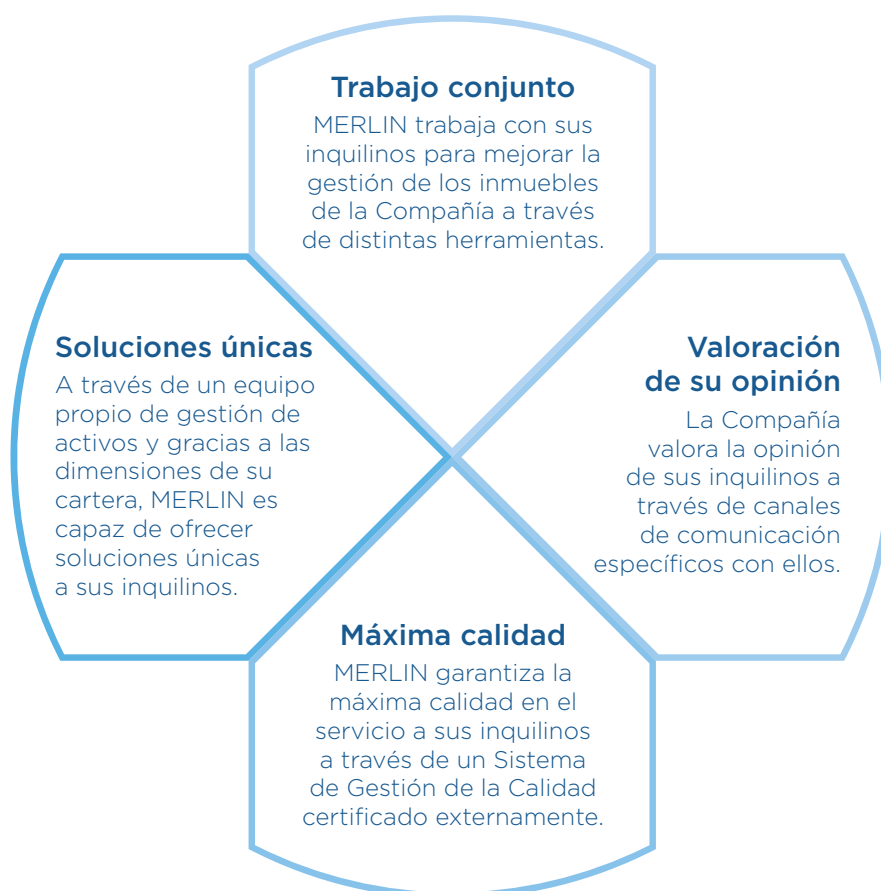 Trabajo conjunto
MERLIN trabaja con sus
inquilinos para mejorar la
gestión de los inmuebles
de la Compañía a través
de distintas herramientas.
Soluciones únicas
A través de un equipo
propio de gestión de
activos y gracias a las
dimensiones de su
cartera, MERLIN es
capaz de ofrecer
soluciones únicas
a sus inquilinos.
Valoración
de su opinión
La Compañía
valora la opinión
de sus inquilinos a
través de canales
de comunicación
específicos con ellos.
Máxima calidad
MERLIN garantiza la
máxima calidad en el
servicio a sus inquilinos
a través de un Sistema
de Gestión de la Calidad
certificado externamente.